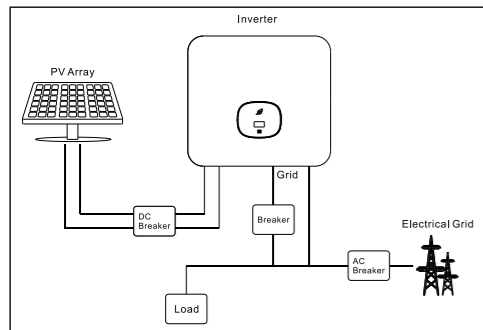 Inverter
PV Array
Grid
DC
Breaker
Breaker
Electrical Grid
AC
Breaker
Load